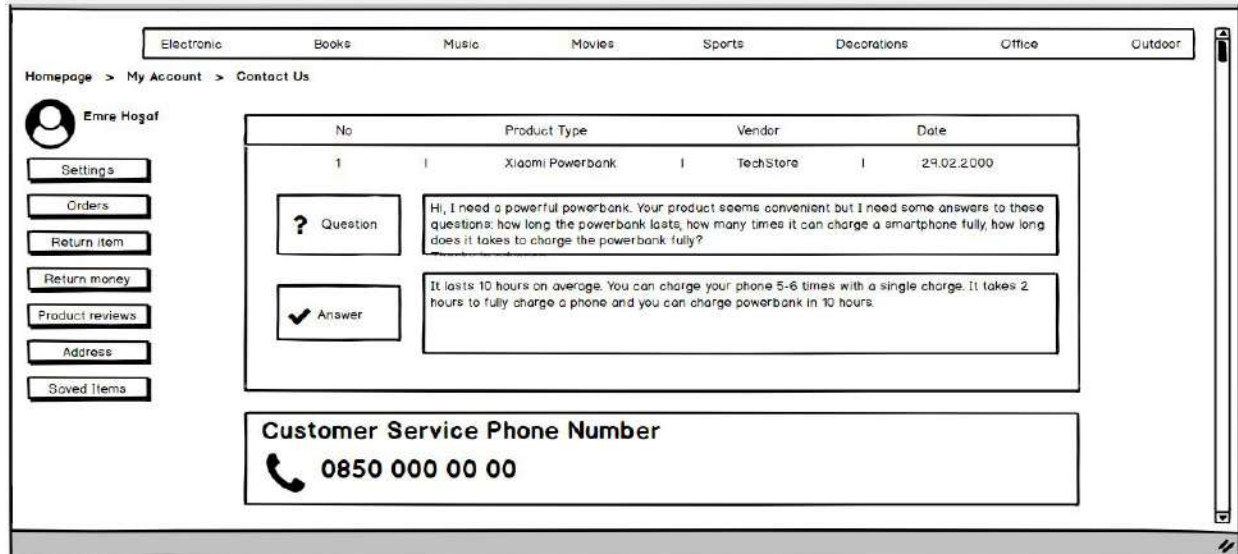 Electronic Books Music Movies Sports Decorations Office Outdoor
Homepage > My Account > Contact Us
Emre Hoşaf
Settings
Orders
Return item
Return money
Product reviews
Address
Saved Items
No Product Type Vendor Date
1 | Xiaomi Powerbank | TechStore | 29.02.2000
? Question
Hi, I need a powerful powerbank. Your product seems convenient but I need some answers to these
questions: how long the powerbank lasts, how many times it can charge a smartphone fully, how long
does it takes to charge the powerbank fully?
Answer
It lasts 10 hours on average. You can charge your phone 5-6 times with a single charge. It takes 2
hours to fully charge a phone and you can charge powerbank in 10 hours.
Customer Service Phone Number
0850 000 00 00